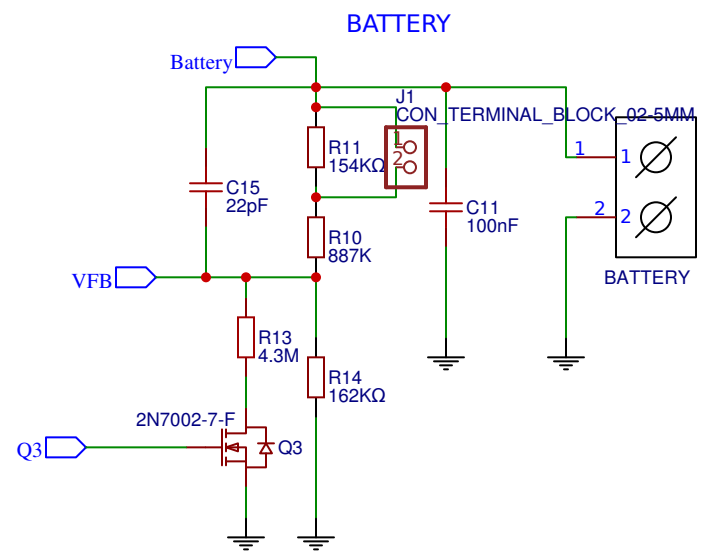 BATTERY
Battery
J1
CON_TERMINAL_BLOCK_02-5MM
R11
154KΩ
1
2
1
1
2
2
C15
22pF
C11
100nF
R10
887K
VFB
BATTERY
R13
4.3M
R14
162KΩ
2N7002-7-F
Q3
Q3